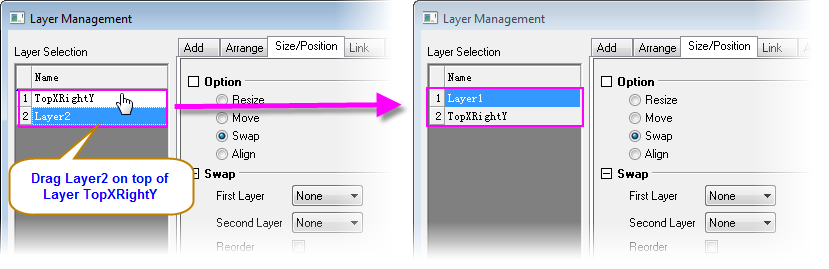 Layer Management
Layer Selection
Add Arrange Size/Position Link
Name
1 TopXRightY
2 Layer2
Option
Resize
Move
Swap
Align
Swap
First Layer None
Second Layer None
Reorder
Drag Layer2 on top of
Layer TopXRightY
Layer Management
Layer Selection
Add Arrange Size/Position Link
Name
1 Layer1
2 TopXRightY
Option
Resize
Move
Swap
Align
Swap
First Layer None
Second Layer None
Reorder